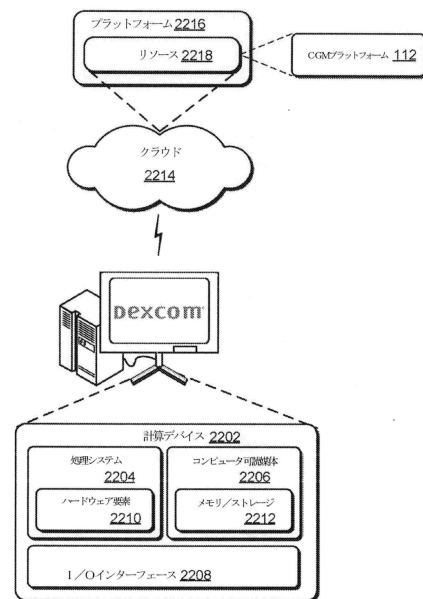 プラットフォーム 2216
リソース 2218
CGMプラットフォーム 112
クラウド
2214
Dexcom
計算デバイス 2202
処理システム
2204
ハードウェア要素
2210
コンピュータ可読媒体
2206
メモリ/ストレージ
2212
I/Oインターフェース 2208